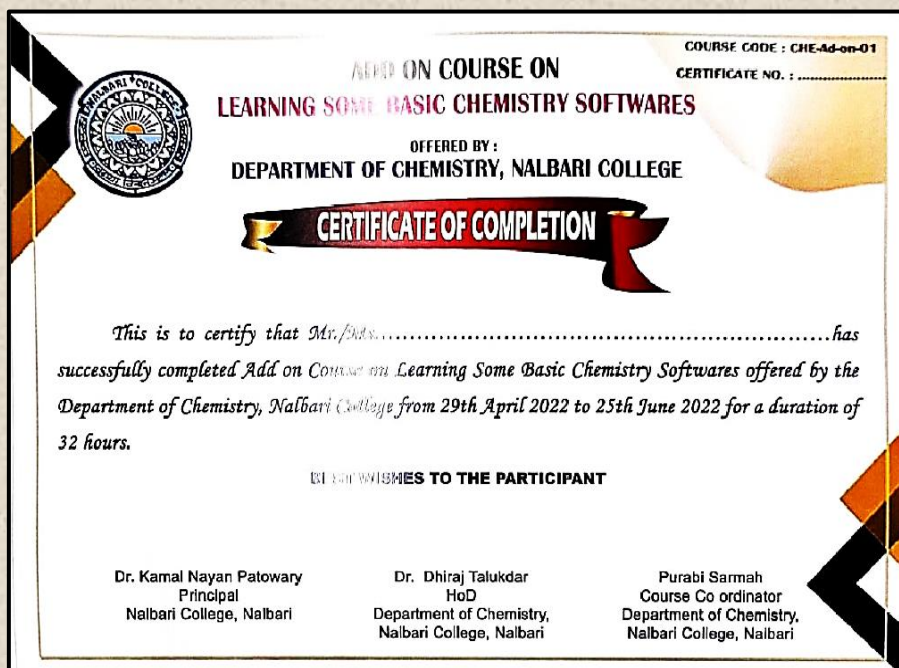 COURSE CODE : CHE-Ad-on-01
CERTIFICATE NO. : ......................
NALBARI COLLEGE
ADD ON COURSE ON
LEARNING SOME BASIC CHEMISTRY SOFTWARES
OFFERED BY :
DEPARTMENT OF CHEMISTRY, NALBARI COLLEGE
CERTIFICATE OF COMPLETION
This is to certify that Mr./Ms.....................................................................has
successfully completed Add on Course on Learning Some Basic Chemistry Softwares offered by the
Department of Chemistry, Nalbari College from 29th April 2022 to 25th June 2022 for a duration of
32 hours.
BEST WISHES TO THE PARTICIPANT
Dr. Kamal Nayan Patowary
Principal
Nalbari College, Nalbari
Dr. Dhiraj Talukdar
HoD
Department of Chemistry,
Nalbari College, Nalbari
Purabi Sarmah
Course Co ordinator
Department of Chemistry,
Nalbari College, Nalbari